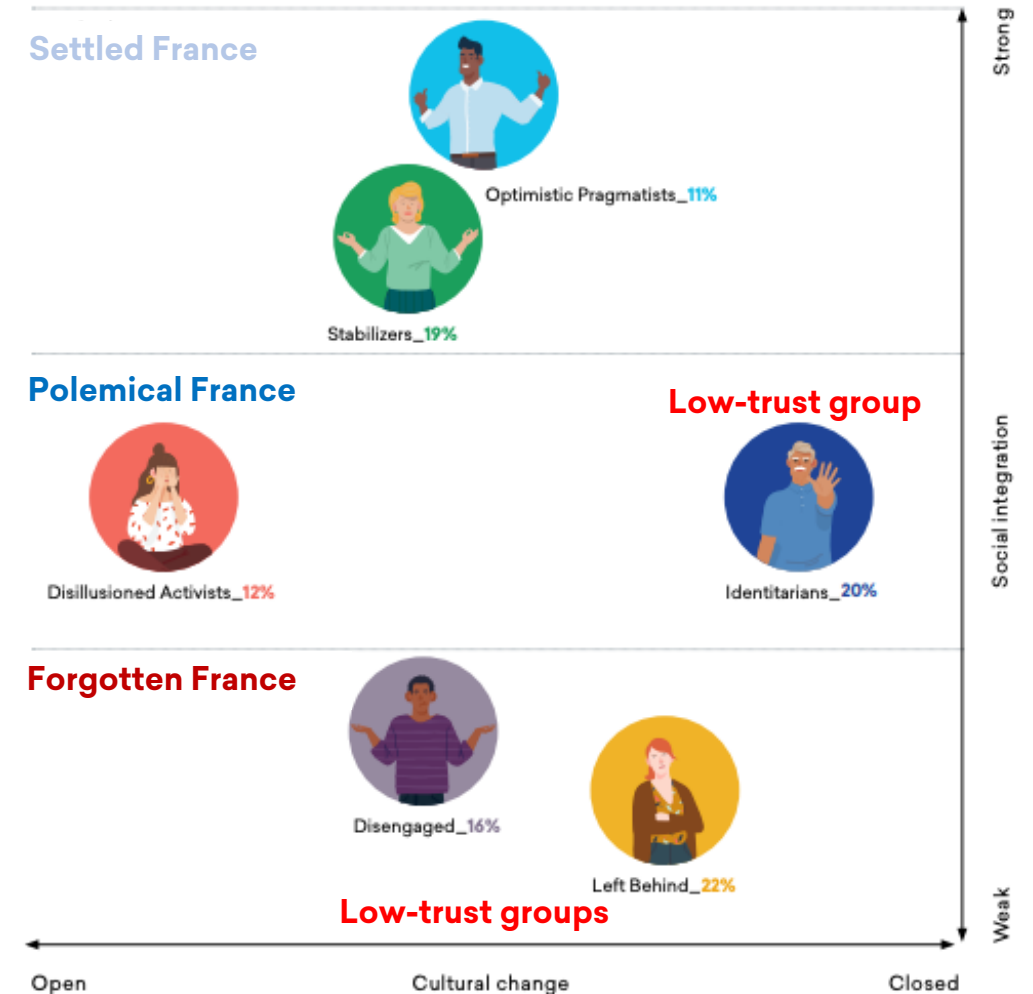 Strong
Settled France
Optimistic Pragmatists_11%
Stabilizers_19%
Polemical France
Low-trust group
Social integration
Disillusioned Activists_12%
Identitarians_20%
Forgotten France
Disengaged_16%
Left Behind_22%
Low-trust groups
Weak
Open
Cultural change
Closed